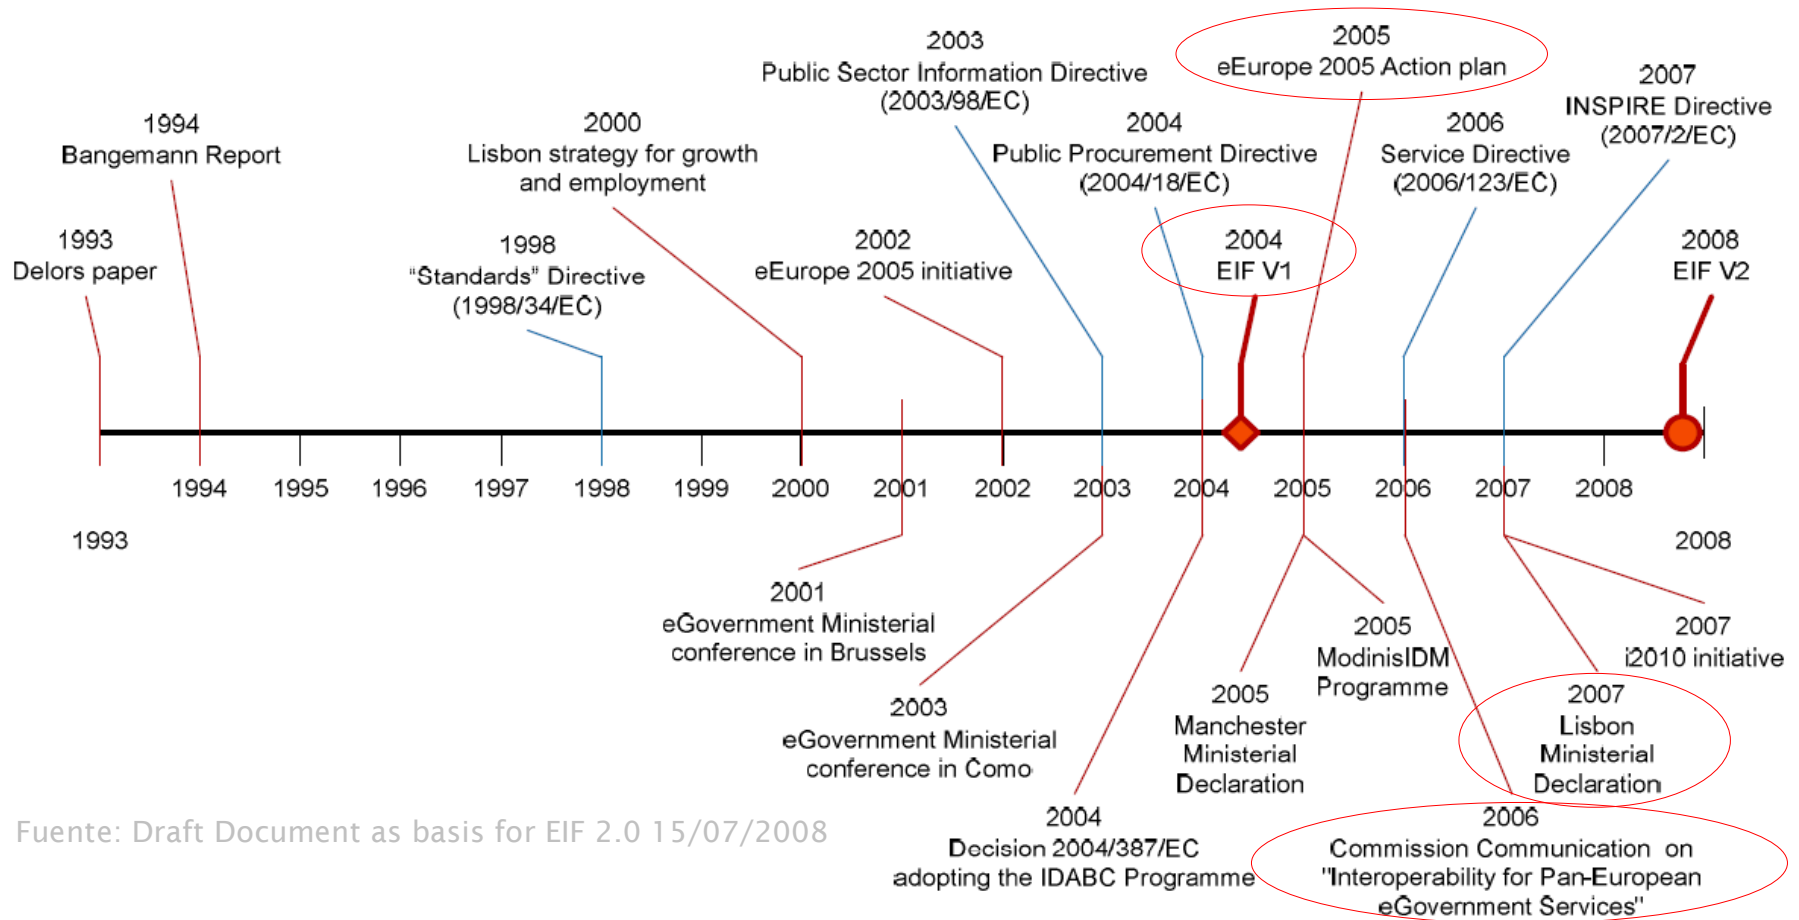 1993
Delors paper
1994
Bangemann Report
1998
“Standards” Directive
(1998/34/EC)
2000
Lisbon strategy for growth
and employment
2002
eEurope 2005 initiative
2003
Public Sector Information Directive
(2003/98/EC)
2004
Public Procurement Directive
(2004/18/EC)
2004
EIF V1
2005
eEurope 2005 Action plan
2006
Service Directive
(2006/123/EC)
2007
INSPIRE Directive
(2007/2/EC)
2008
EIF V2
1994 1995 1996 1997 1998 1999 2000 2001 2002 2003 2004 2005 2006 2007 2008
1993 2008
2001
eGovernment Ministerial
conference in Brussels
2003
eGovernment Ministerial
conference in Como
2004
Decision 2004/387/EC
adopting the IDABC Programme
2005
Manchester
Ministerial
Declaration
2005
ModinisIDM
Programme
2006
Commission Communication on
"Interoperability for Pan-European
eGovernment Services"
2007
Lisbon
Ministerial
Declaration
2007
i2010 initiative
Fuente: Draft Document as basis for EIF 2.0 15/07/2008